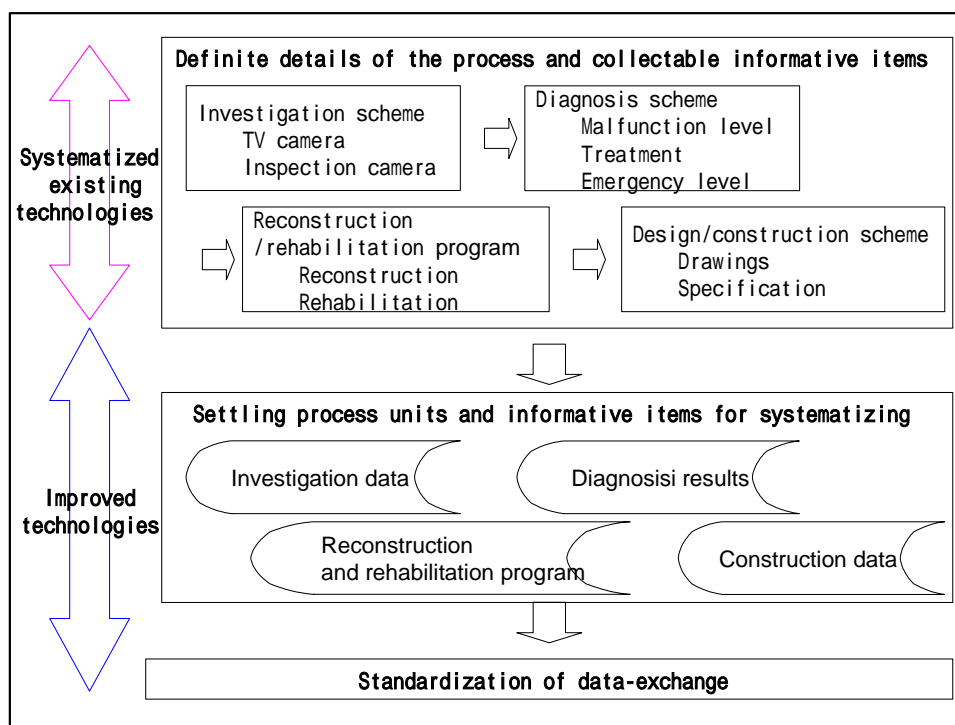 Definite details of the process and collectable informative items
Investigation scheme
TV camera
Inspection camera
Diagnosis scheme
Malfunction level
Treatment
Emergency level
Systematized
existing
technologies
Reconstruction
/rehabilitation program
Reconstruction
Rehabilitation
Design/construction scheme
Drawings
Specification
Settling process units and informative items for systematizing
Investigation data
Diagnosisi results
Improved
technologies
Reconstruction
and rehabilitation program
Construction data
Standardization of data-exchange